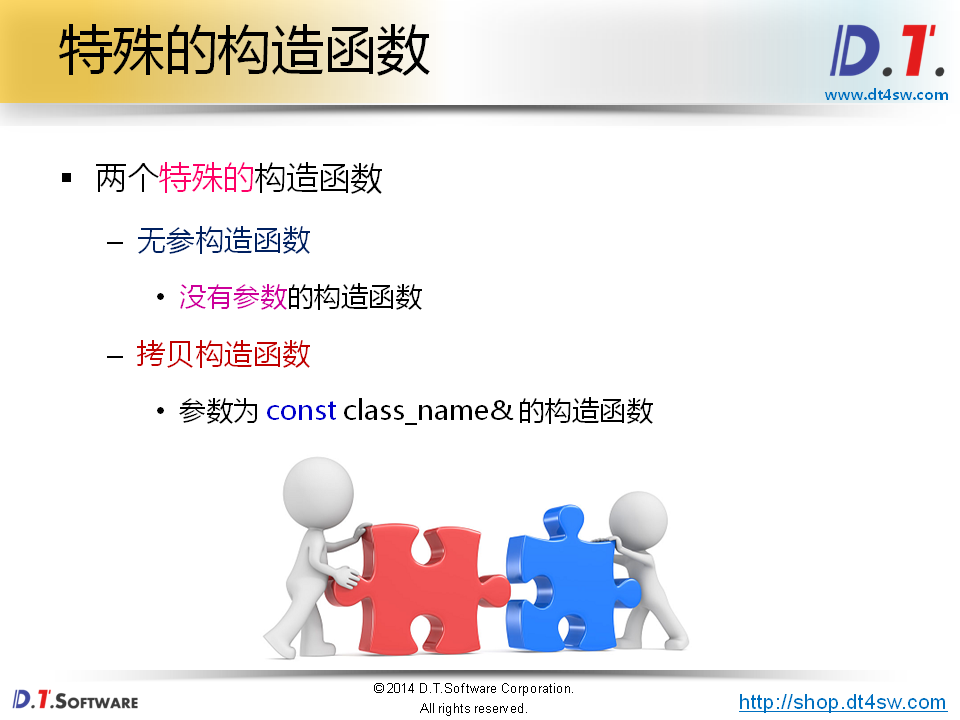 特殊的构造函数
D.T.
www.dt4sw.com
▪ 两个特殊的构造函数
– 无参构造函数
• 没有参数的构造函数
– 拷贝构造函数
• 参数为 const class_name& 的构造函数
D.T.SOFTWARE
©2014 D.T.Software Corporation.
All rights reserved.
http://shop.dt4sw.com